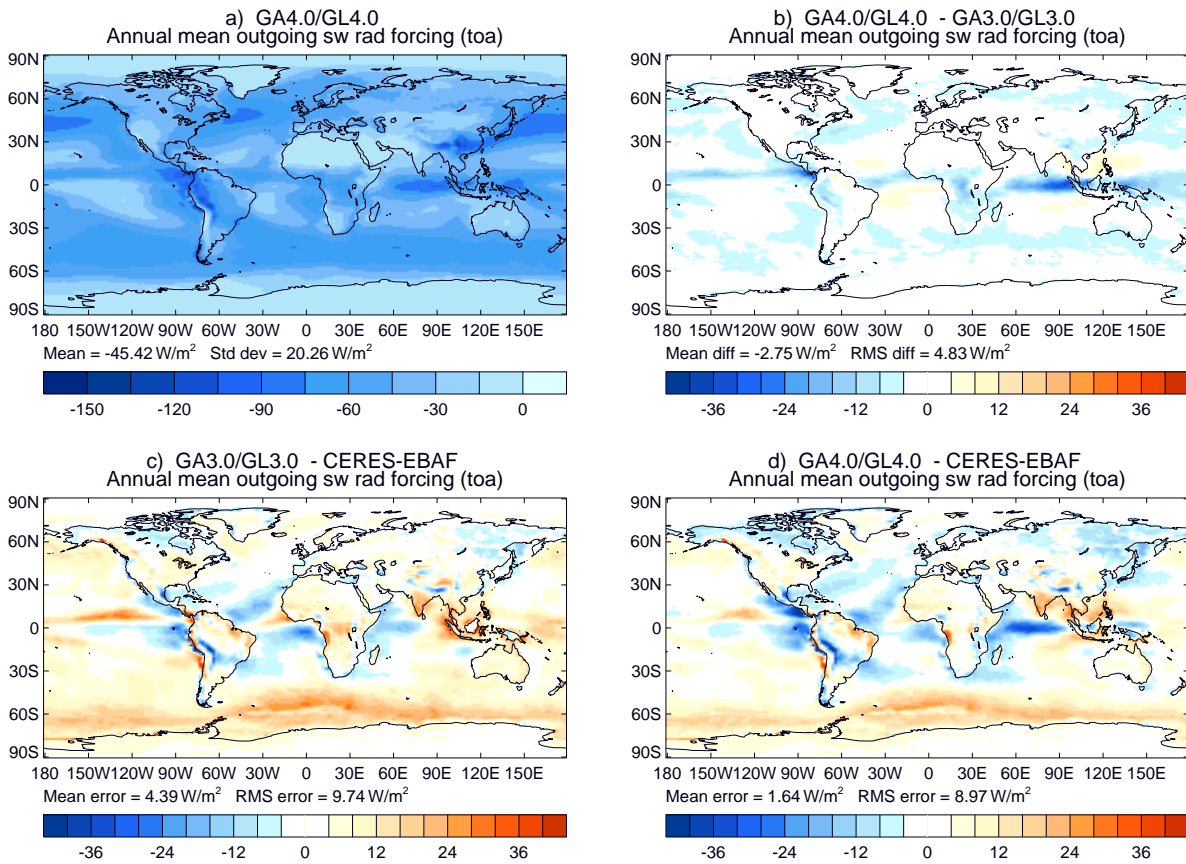 a) GA4.0/GL4.0
Annual mean outgoing sw rad forcing (toa)
90N
60N
30N
0
30S
60S
90S
180 150W 120W 90W 60W 30W 0 30E 60E 90E 120E 150E
Mean = -45.42 W/m² Std dev = 20.26 W/m²
-150 -120 -90 -60 -30 0
b) GA4.0/GL4.0 - GA3.0/GL3.0
Annual mean outgoing sw rad forcing (toa)
90N
60N
30N
0
30S
60S
90S
180 150W 120W 90W 60W 30W 0 30E 60E 90E 120E 150E
Mean diff = -2.75 W/m² RMS diff = 4.83 W/m²
-36 -24 -12 0 12 24 36
c) GA3.0/GL3.0 - CERES-EBAF
Annual mean outgoing sw rad forcing (toa)
90N
60N
30N
0
30S
60S
90S
180 150W 120W 90W 60W 30W 0 30E 60E 90E 120E 150E
Mean error = 4.39 W/m² RMS error = 9.74 W/m²
-36 -24 -12 0 12 24 36
d) GA4.0/GL4.0 - CERES-EBAF
Annual mean outgoing sw rad forcing (toa)
90N
60N
30N
0
30S
60S
90S
180 150W 120W 90W 60W 30W 0 30E 60E 90E 120E 150E
Mean error = 1.64 W/m² RMS error = 8.97 W/m²
-36 -24 -12 0 12 24 36